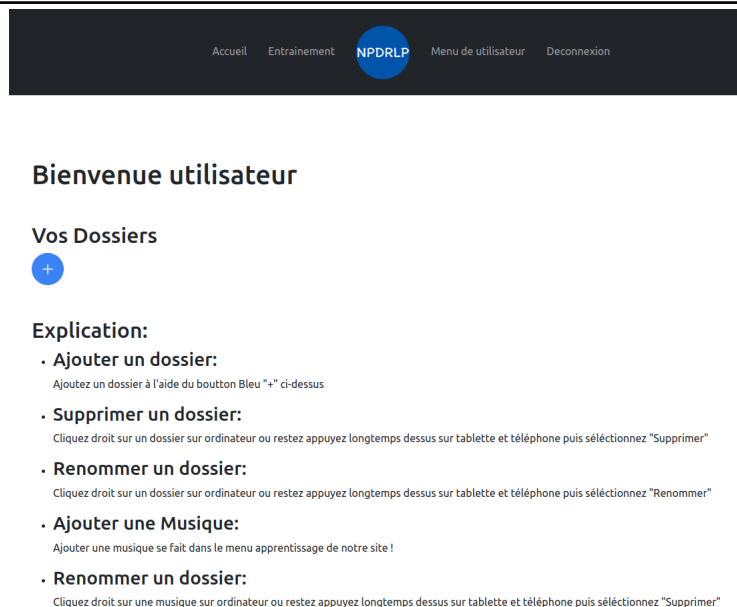 Accueil Entrainement NPDRLP Menu de utilisateur Deconnexion
Bienvenue utilisateur
Vos Dossiers
+
Explication:
• Ajouter un dossier:
Ajoutez un dossier à l'aide du boutton Bleu "+" ci-dessus
• Supprimer un dossier:
Cliquez droit sur un dossier sur ordinateur ou restez appuyez longtemps dessus sur tablette et téléphone puis séléctionnez "Supprimer"
• Renommer un dossier:
Cliquez droit sur un dossier sur ordinateur ou restez appuyez longtemps dessus sur tablette et téléphone puis séléctionnez "Renommer"
• Ajouter une Musique:
Ajouter une musique se fait dans le menu apprentissage de notre site !
• Renommer un dossier:
Cliquez droit sur une musique sur ordinateur ou restez appuyez longtemps dessus sur tablette et téléphone puis séléctionnez "Supprimer"